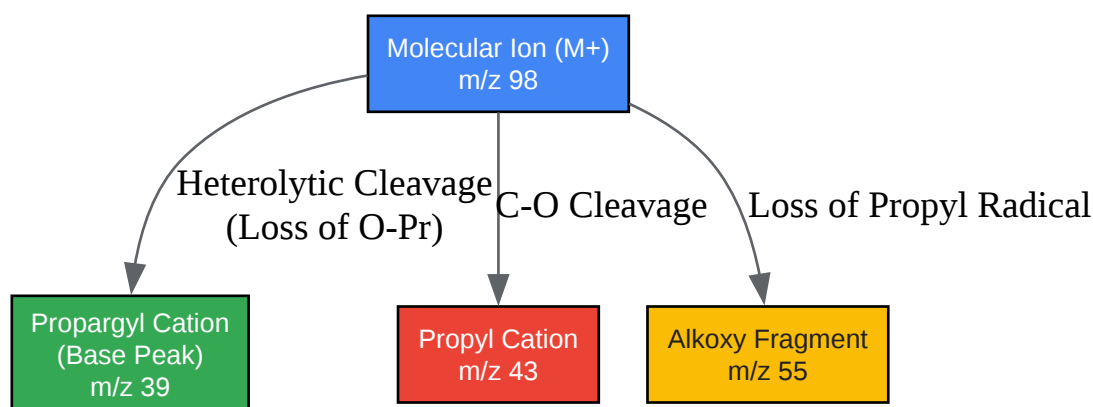 Molecular Ion (M+)
m/z 98
Heterolytic Cleavage
(Loss of O-Pr)
C-O Cleavage
Loss of Propyl Radical
Propargyl Cation
(Base Peak)
m/z 39
Propyl Cation
m/z 43
Alkoxy Fragment
m/z 55